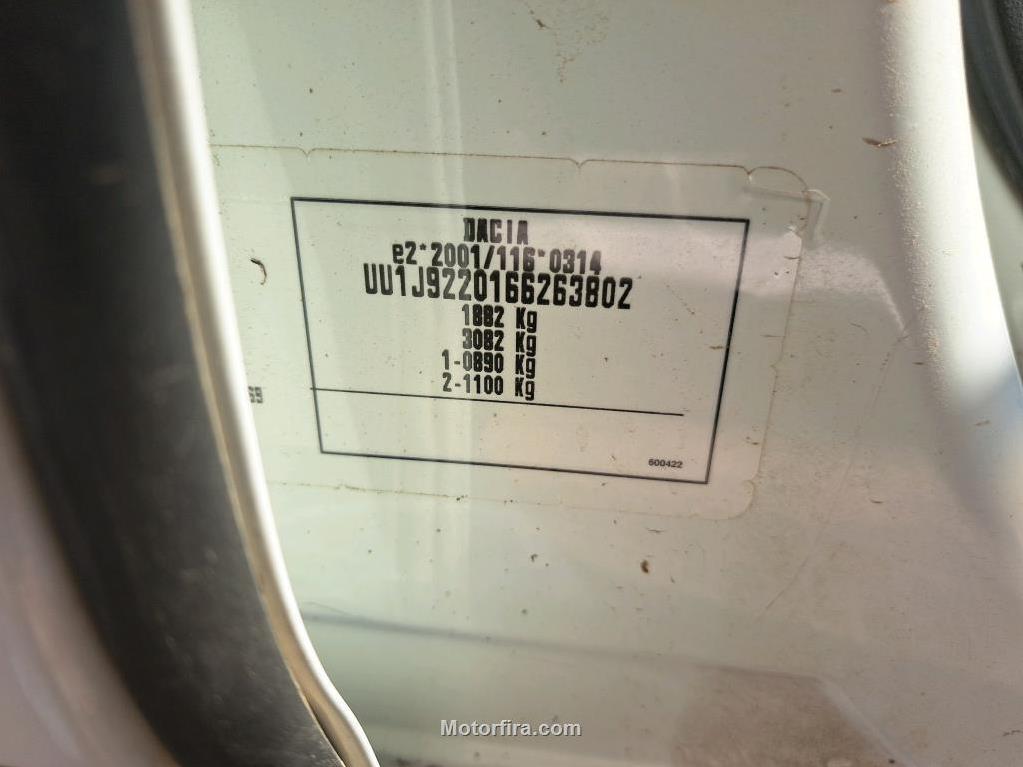 DACIA
e2*2001/116*0314
UU1J9220166263802
1882 Kg
3082 Kg
1-0890 Kg
2-1100 Kg
69
600422
Motorfira.com